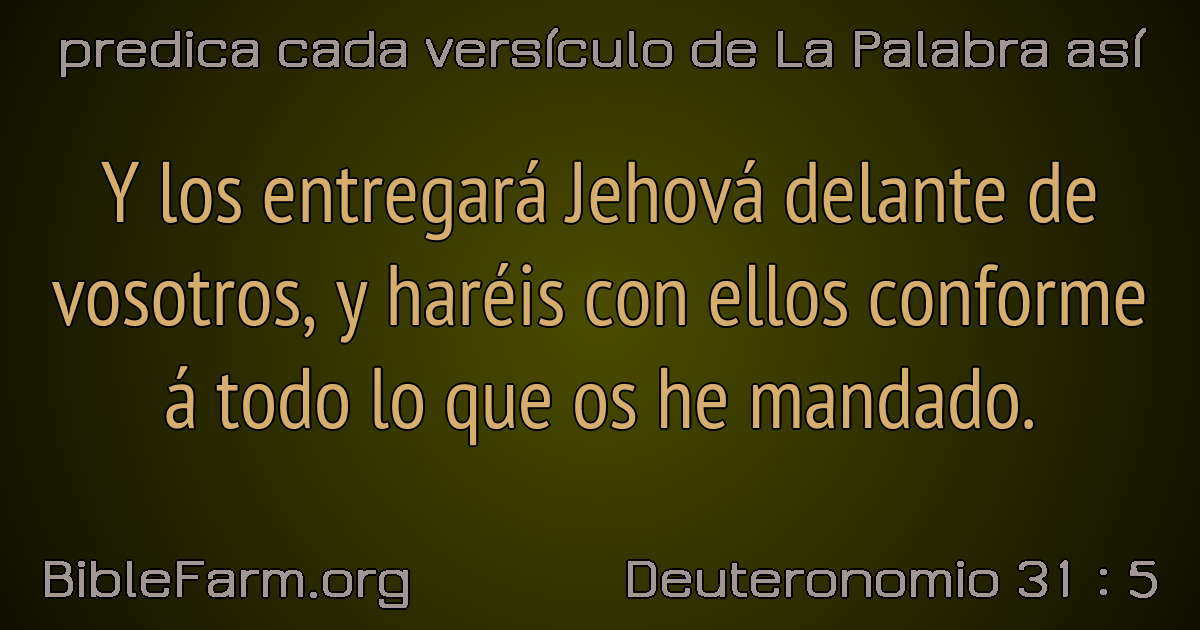 predica cada versículo de La Palabra así
Y los entregará Jehová delante de
vosotros, y haréis con ellos conforme
á todo lo que os he mandado.
BibleFarm.org
Deuteronomio 31 : 5